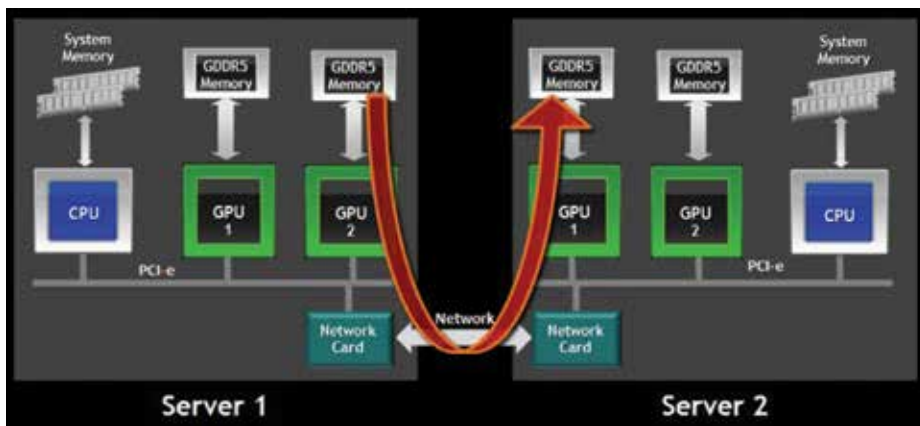 System
Memory
GDDR5
Memory
GDDR5
Memory
CPU
GPU
1
GPU
2
PCI-e
Network
Card
Server 1
Network
GDDR5
Memory
GDDR5
Memory
System
Memory
GPU
1
GPU
2
CPU
PCI-e
Network
Card
Server 2